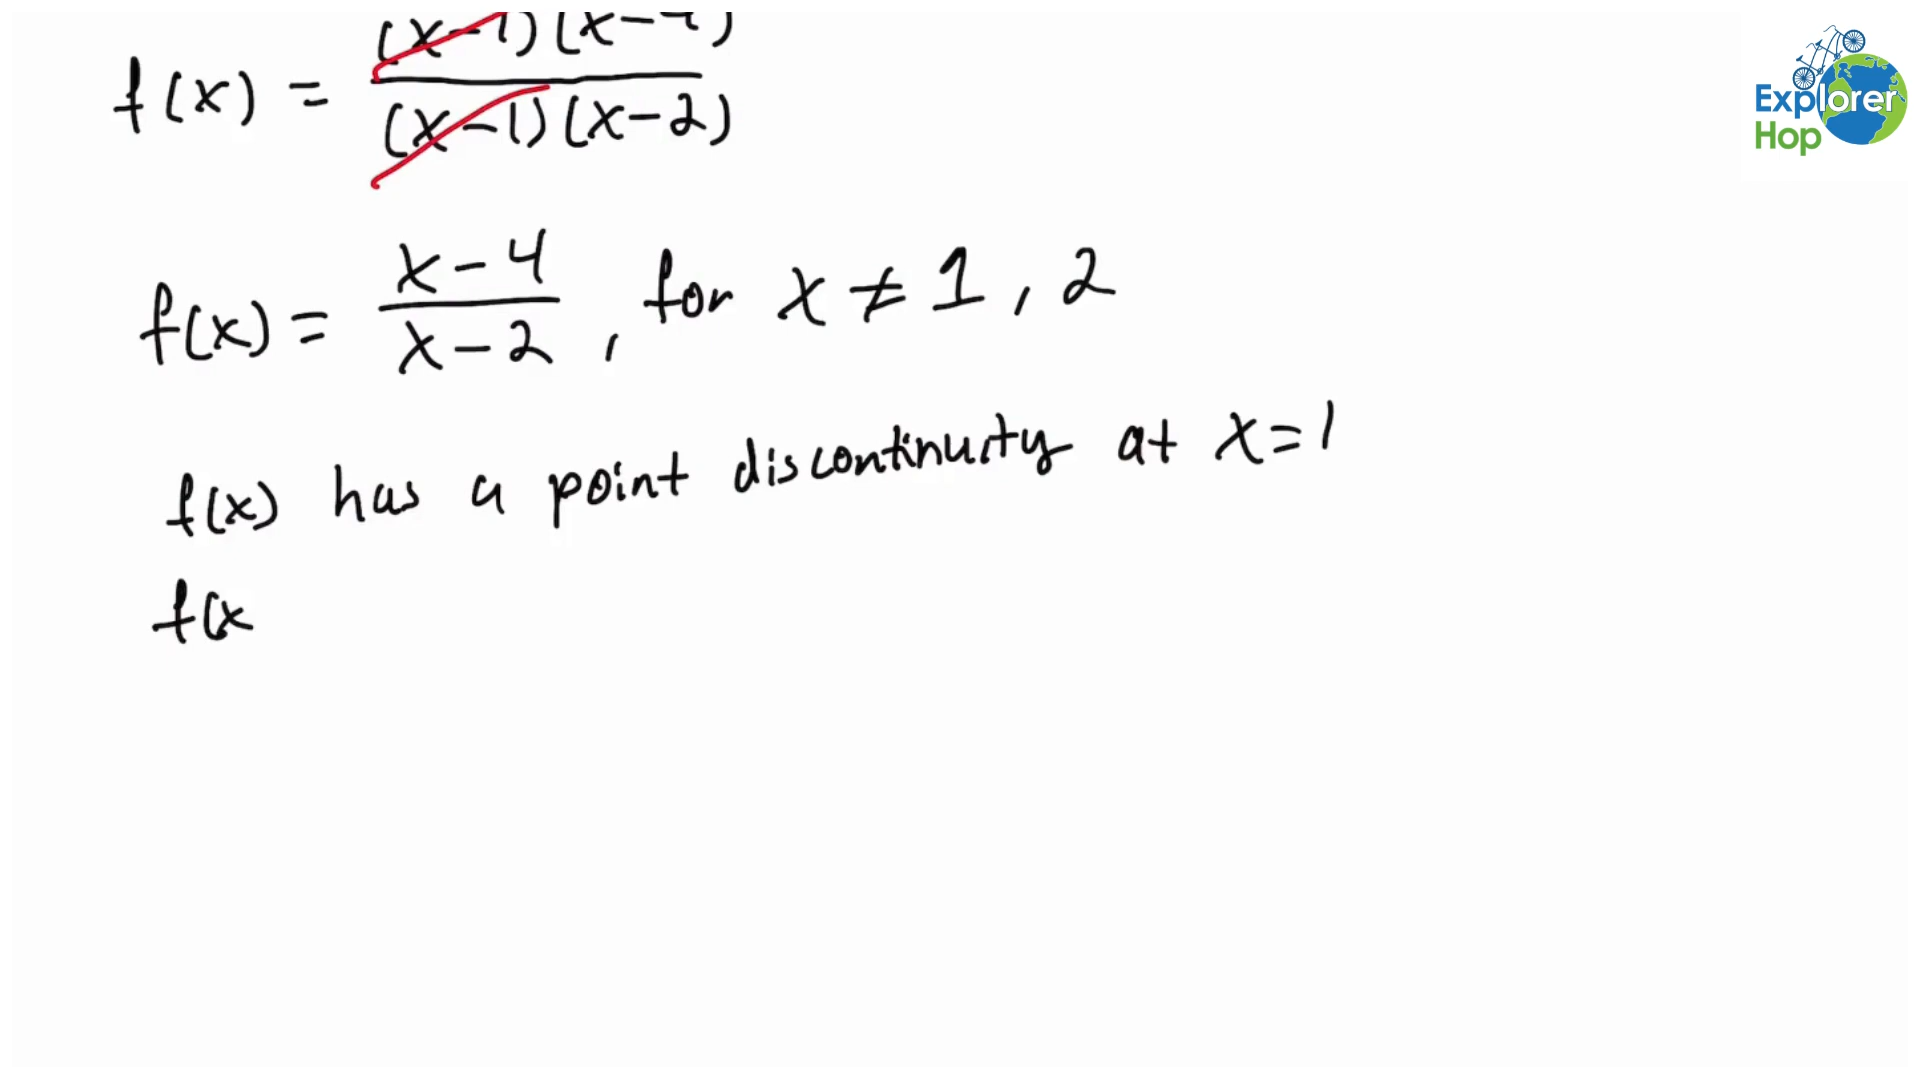 f(x) = (x-1)(x-4)/(x-1)(x-2)
f(x) = x-4/x-2, for x ≠ 1, 2
f(x) has a point discontinuity at x=1
f(x
Explorer
Hop